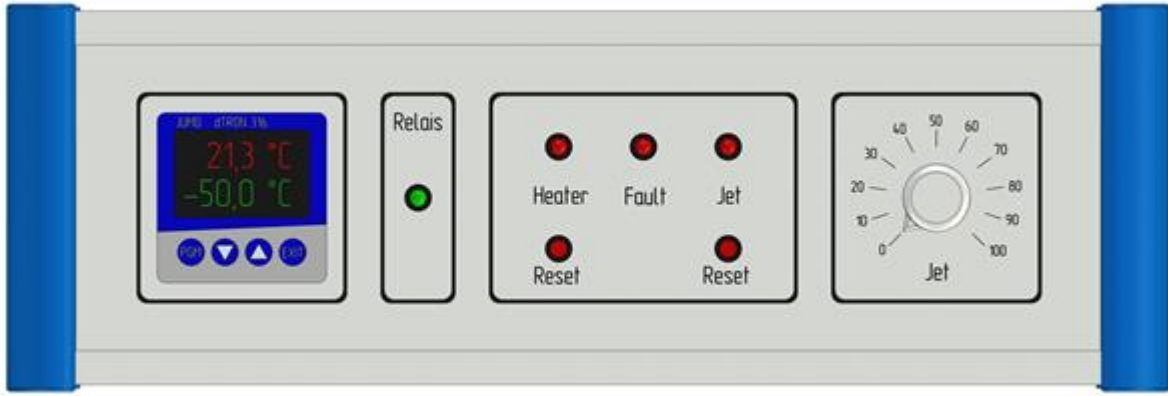 JUMO dTRON 316
21,3 °C
-50,0 °C
PGM EXIT
Relais
Heater Fault Jet
Reset Reset
0 10 20 30 40 50 60 70 80 90 100
Jet